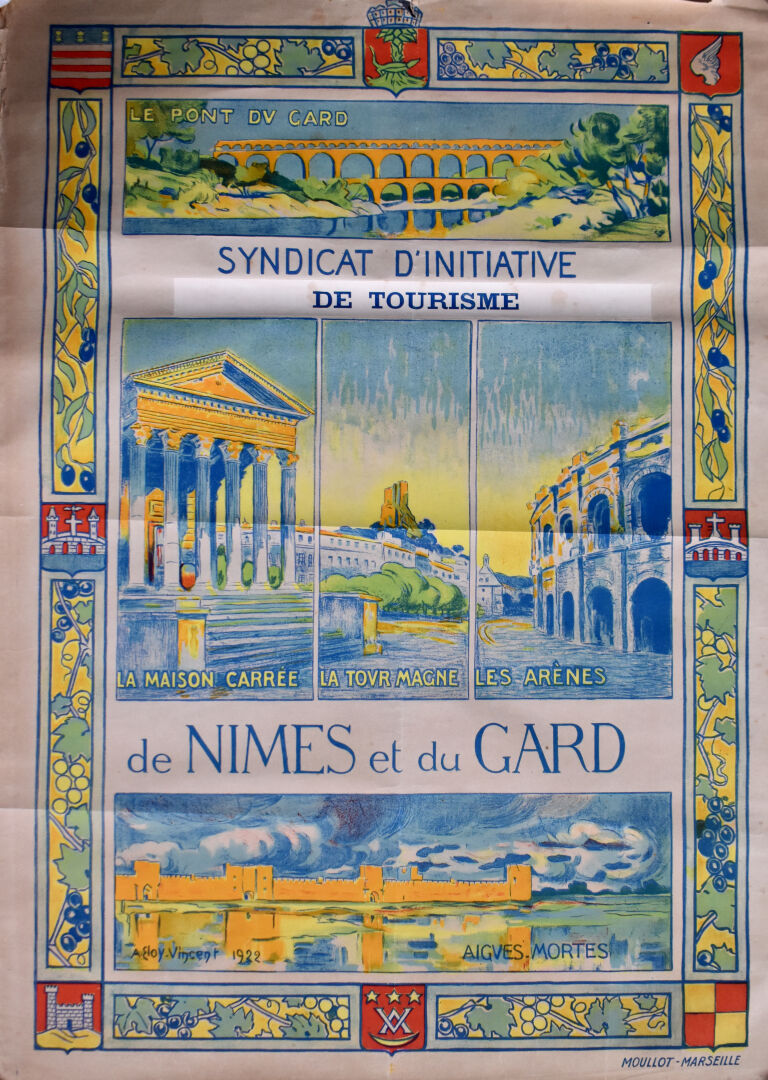 LE PONT DV GARD
SYNDICAT D'INITIATIVE
DE TOURISME
LA MAISON CARRÉE
LA TOVR MAGNE
LES ARÈNES
de NIMES et du GARD
A Eloy-Vincent 1922
AIGVES-MORTES
MOULLOT-MARSEILLE